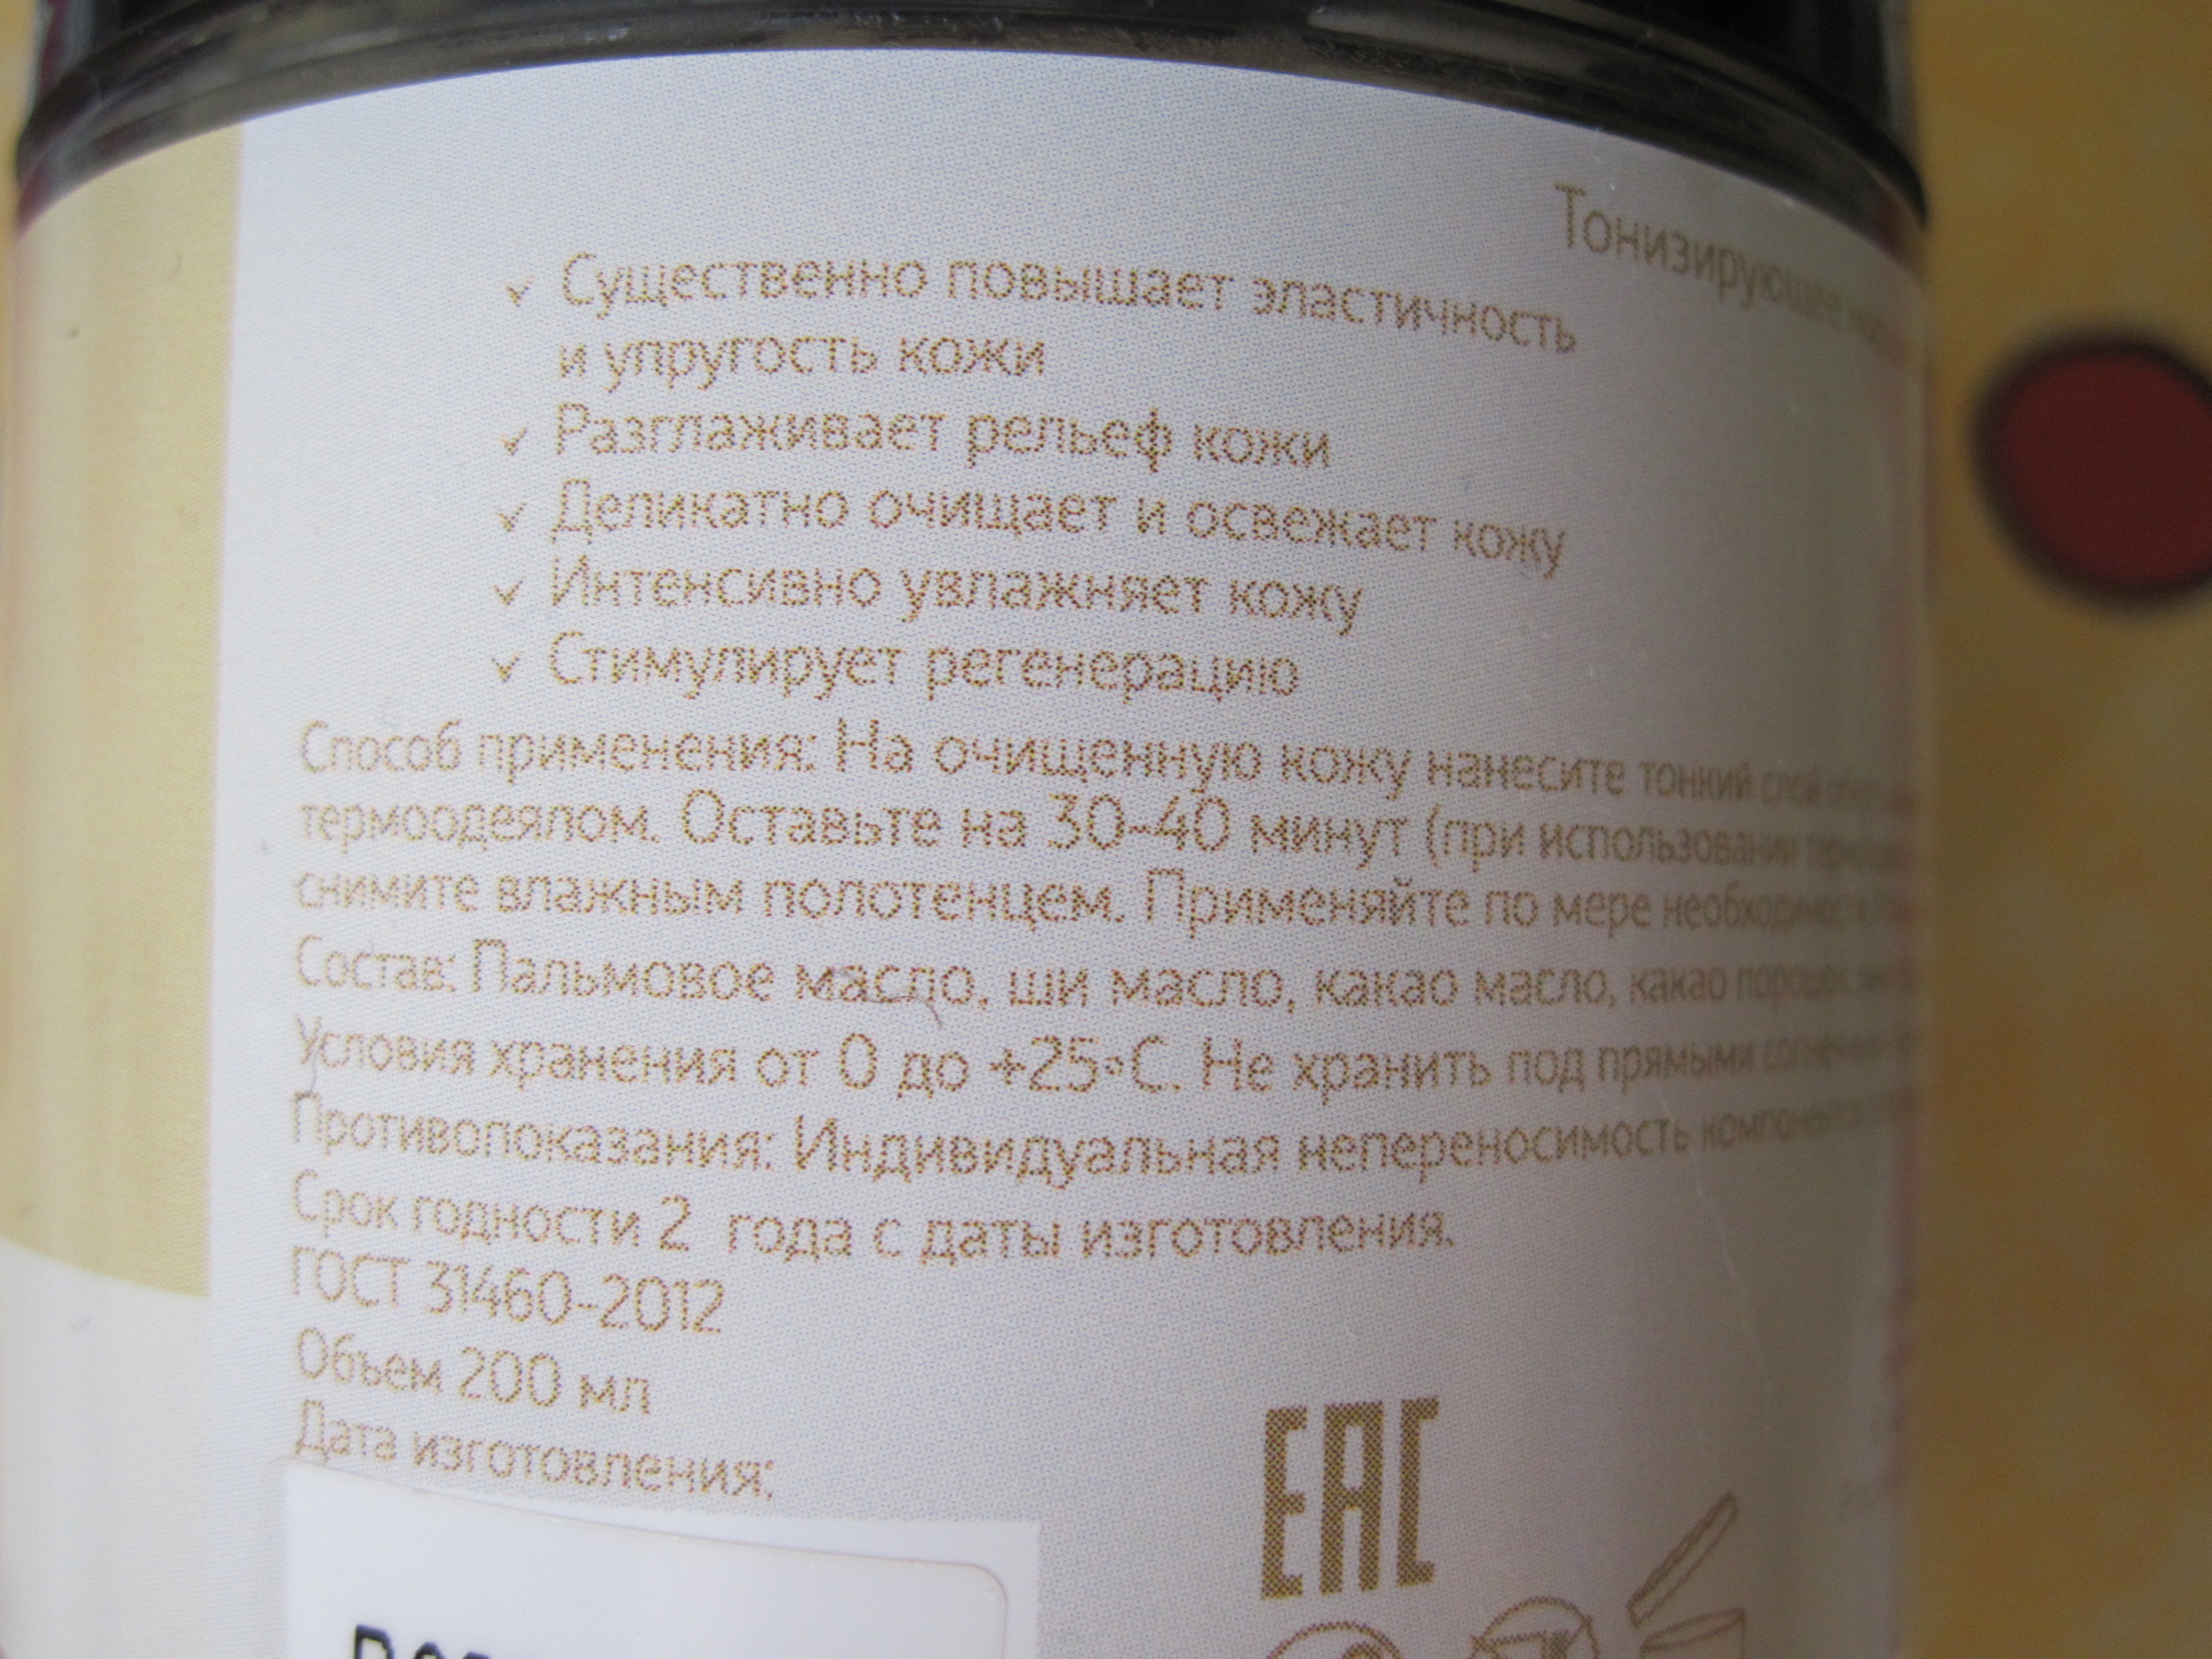 Тонизирующее
✓ Существенно повышает эластичность
и упругость кожи
✓ Разглаживает рельеф кожи
✓ Деликатно очищает и освежает кожу
✓ Интенсивно увлажняет кожу
✓ Стимулирует регенерацию
Способ применения: На очищенную кожу нанесите тонкий слой
термоодеялом. Оставьте на 30-40 минут (при использовании
снимите влажным полотенцем. Применяйте по мере необходимости
Состав: Пальмовое масло, ши масло, какао масло, какао порошок,
Условия хранения от 0 до +25°С. Не хранить под прямыми
Противопоказания: Индивидуальная непереносимость
Срок годности 2 года с даты изготовления.
ГОСТ 31460-2012
Объем 200 мл
Дата изготовления:
EAC